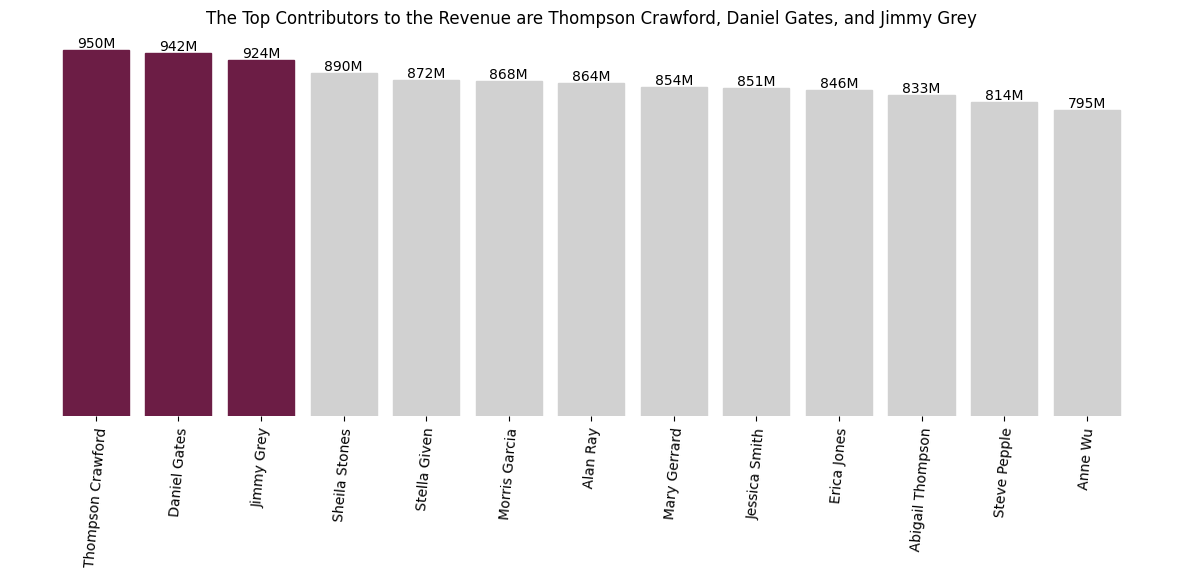 The Top Contributors to the Revenue are Thompson Crawford, Daniel Gates, and Jimmy Grey
950M
942M
924M
890M
872M
868M
864M
854M
851M
846M
833M
814M
795M
Thompson Crawford
Daniel Gates
Jimmy Grey
Sheila Stones
Stella Given
Morris Garcia
Alan Ray
Mary Gerrard
Jessica Smith
Erica Jones
Abigail Thompson
Steve Pepple
Anne Wu